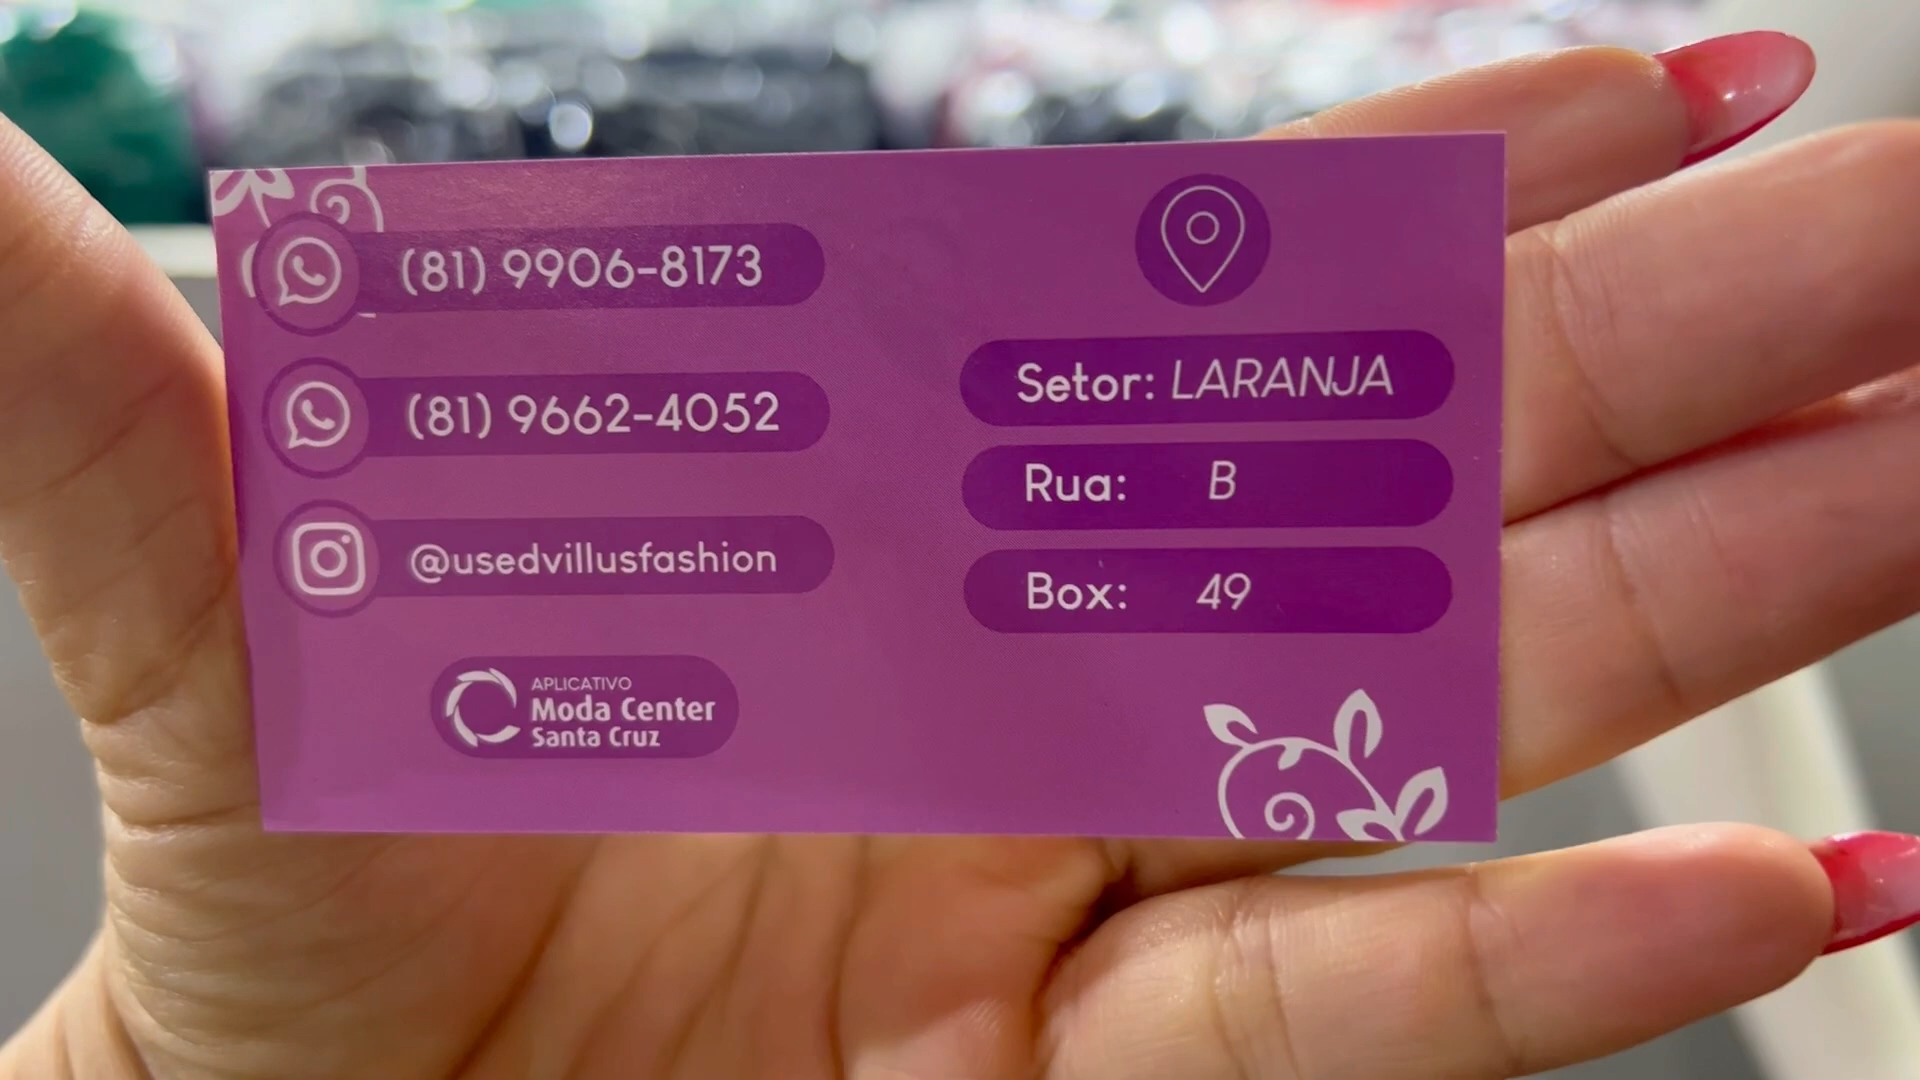 (81) 9906-8173
(81) 9662-4052
@usedvillusfashion
APLICATIVO
Moda Center
Santa Cruz
Setor: LARANJA
Rua: B
Box: 49